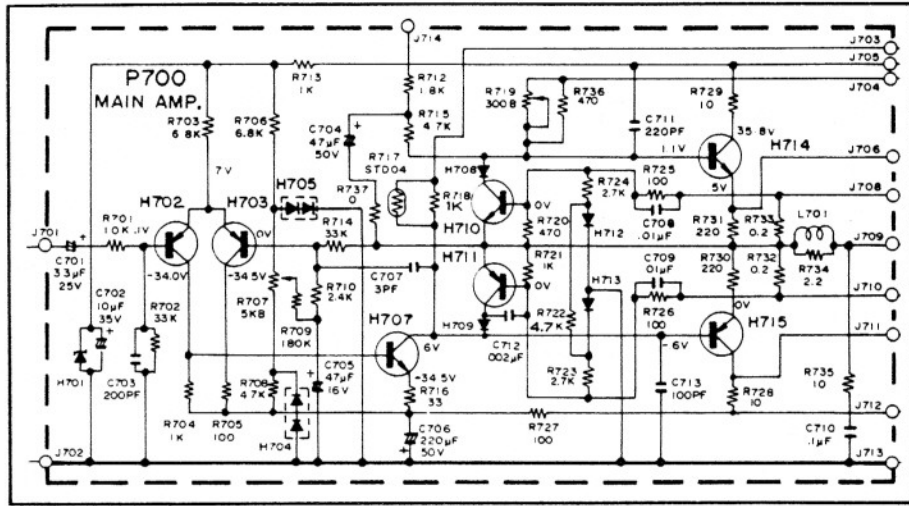 J714
J703
J705
J704
P700
MAIN AMP.
R713
1K
R712
1.8K
R719
300B
R736
470
R729
10
R703
6.8K
R706
6.8K
C704
47µF
50V
R715
4.7K
C711
220PF
35.8V
H714
1.1V
J706
7V
R717
STD04
H708
R724
2.7K
R725
100
5V
J708
H702
H703
H705
R737
0
R718
1K
H710
0V
C708
.01µF
R731
220
R733
0.2
L701
J701
R701
10K
.1V
0V
R714
33K
R720
470
H712
J709
C701
3.3µF
25V
-34.0V
-34.5V
H711
R721
1K
C709
.01µF
R730
220
R732
0.2
R734
2.2
C702
10µF
35V
R702
33K
R707
5KB
R710
2.4K
C707
3PF
0V
H713
J710
R709
180K
H707
H709
R722
4.7K
R726
100
0V
H715
6V
C712
.002µF
-6V
J711
H701
C703
200PF
R704
1K
R705
100
R708
4.7K
C705
47µF
16V
-34.5V
R716
33
R723
2.7K
C713
100PF
R728
10
R735
10
H704
C706
220µF
50V
R727
100
J712
C710
.1µF
J702
J713